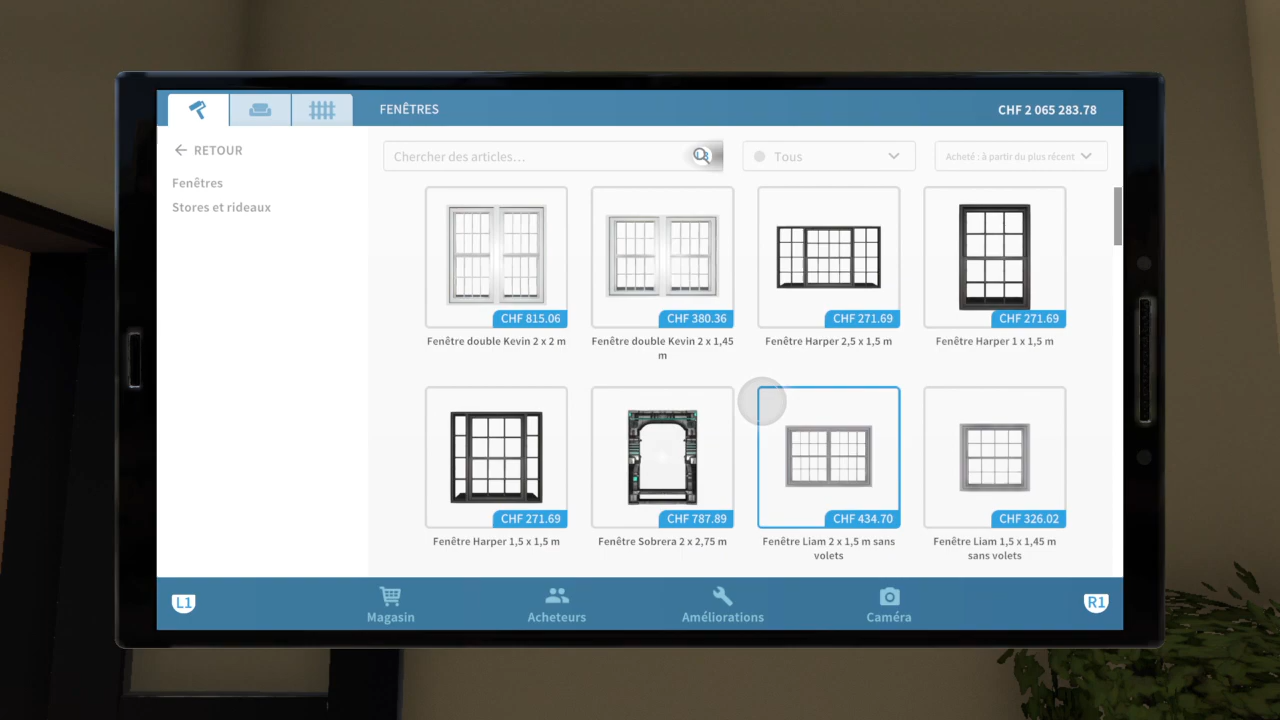 FENÊTRES
CHF 2 065 283.78
RETOUR
Fenêtres
Stores et rideaux
Chercher des articles...
Tous
Acheté : à partir du plus récent
CHF 815.06
CHF 380.36
CHF 271.69
CHF 271.69
Fenêtre double Kevin 2 x 2 m
Fenêtre double Kevin 2 x 1,45
m
Fenêtre Harper 2,5 x 1,5 m
Fenêtre Harper 1 x 1,5 m
CHF 271.69
CHF 787.89
CHF 434.70
CHF 326.02
Fenêtre Harper 1,5 x 1,5 m
Fenêtre Sobrera 2 x 2,75 m
Fenêtre Liam 2 x 1,5 m sans
volets
Fenêtre Liam 1,5 x 1,45 m
sans volets
L1
Magasin
Acheteurs
Améliorations
Caméra
R1